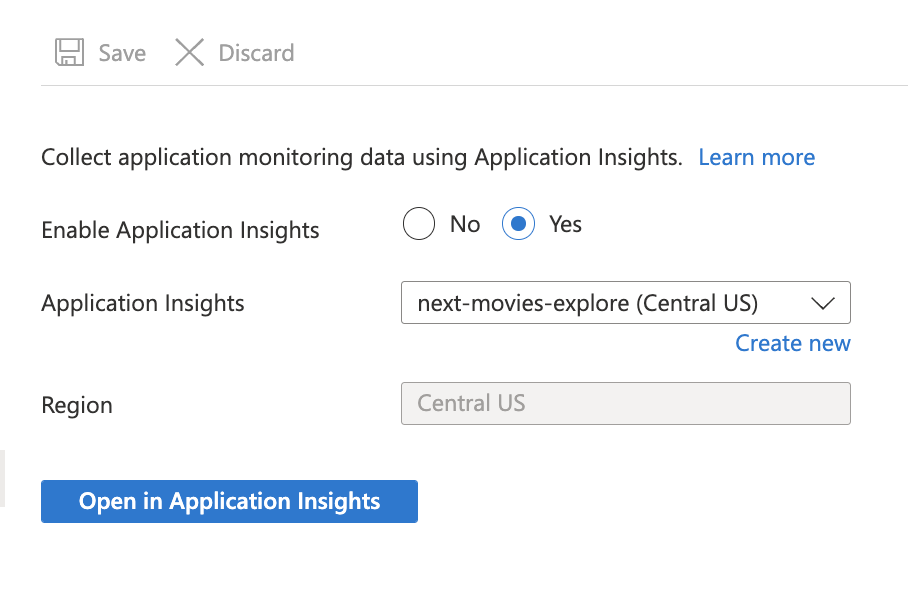 Save Discard
Collect application monitoring data using Application Insights. Learn more
Enable Application Insights No Yes
Application Insights next-movies-explore (Central US)
Create new
Region Central US
Open in Application Insights